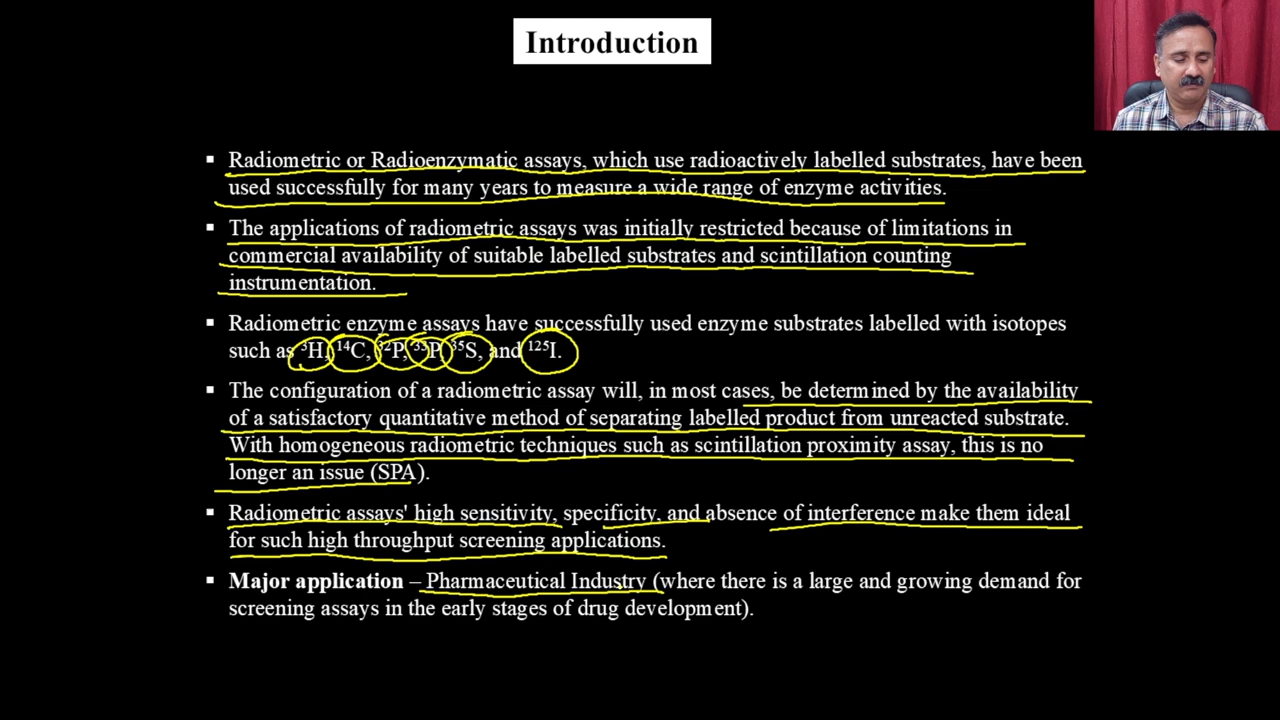 Introduction
▪ Radiometric or Radioenzymatic assays, which use radioactively labelled substrates, have been
used successfully for many years to measure a wide range of enzyme activities.
▪ The applications of radiometric assays was initially restricted because of limitations in
commercial availability of suitable labelled substrates and scintillation counting
instrumentation.
▪ Radiometric enzyme assays have successfully used enzyme substrates labelled with isotopes
such as ³H, ¹⁴C, ³²P, ³³P, ³⁵S, and ¹²⁵I.
▪ The configuration of a radiometric assay will, in most cases, be determined by the availability
of a satisfactory quantitative method of separating labelled product from unreacted substrate.
With homogeneous radiometric techniques such as scintillation proximity assay, this is no
longer an issue (SPA).
▪ Radiometric assays' high sensitivity, specificity, and absence of interference make them ideal
for such high throughput screening applications.
▪ Major application – Pharmaceutical Industry (where there is a large and growing demand for
screening assays in the early stages of drug development).